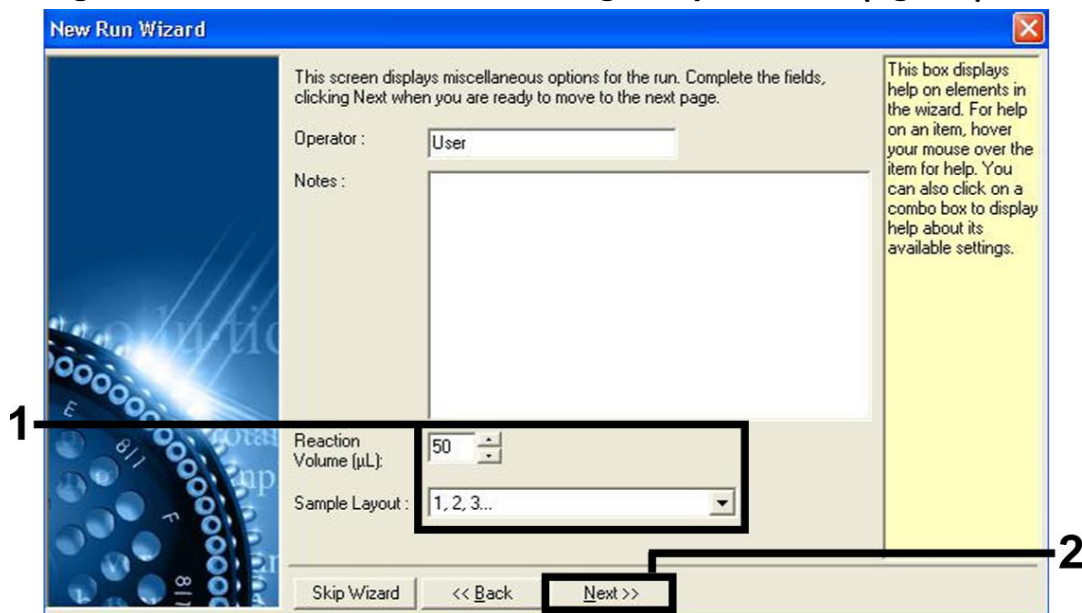 New Run Wizard
This screen displays miscellaneous options for the run. Complete the fields,
clicking Next when you are ready to move to the next page.
Operator :
User
Notes :
Reaction
Volume (µL):
50
Sample Layout :
1, 2, 3...
Skip Wizard
<< Back
Next >>
This box displays
help on elements in
the wizard. For help
on an item, hover
your mouse over the
item for help. You
can also click on a
combo box to display
help about its
available settings.
1
2
E
8/1
F
8/1